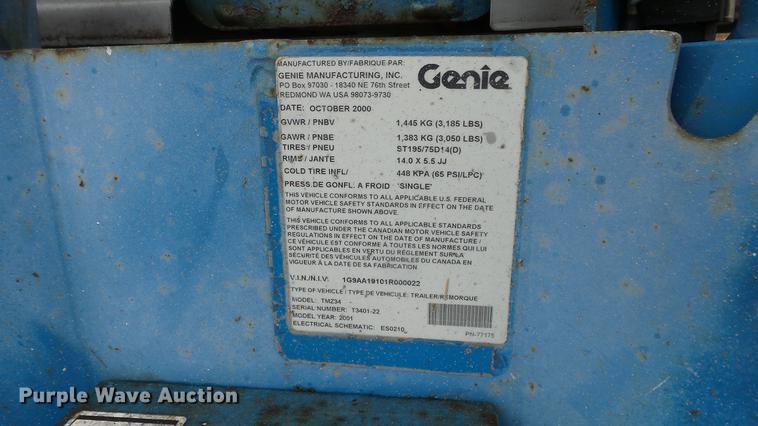 MANUFACTURED BY/FABRIQUE PAR:
GENIE MANUFACTURING, INC.
Genie
PO Box 97030 - 18340 NE 76th Street
REDMOND WA USA 98073-9730
DATE: OCTOBER 2000
GVWR / PNBV 1,445 KG (3,185 LBS)
GAWR / PNBE 1,383 KG (3,050 LBS)
TIRES / PNEU ST195/75D14(D)
RIMS / JANTE 14.0 X 5.5 JJ
COLD TIRE INFL/ 448 KPA (65 PSI/LPC)
PRESS.DE GONFL. A FROID 'SINGLE'
THIS VEHICLE CONFORMS TO ALL APPLICABLE U.S. FEDERAL
MOTOR VEHICLE SAFETY STANDARDS IN EFFECT ON THE DATE
OF MANUFACTURE SHOWN ABOVE.
THIS VEHICLE CONFORMS TO ALL APPLICABLE STANDARDS
PRESCRIBED UNDER THE CANADIAN MOTOR VEHICLE SAFETY
REGULATIONS IN EFFECT ON THE DATE OF MANUFACTURE /
CE VÉHICULE EST CONFORME À TOUTES LES NORMES QUI LUI
SONT APPLICABLES EN VERTU DU RÈGLEMENT SUR LA
SÉCURITÉ DES VÉHICULES AUTOMOBILES DU CANADA EN
VIGUEUR À LA DATE DE SA FABRICATION
V.I.N./N.I.V: 1G9AA19101R000022
TYPE OF VEHICLE / TYPE DE VEHICULE: TRAILER/REMORQUE
MODEL: TMZ34
SERIAL NUMBER: T3401-22
MODEL YEAR: 2001
ELECTRICAL SCHEMATIC: ES0210
PN-77175
Purple Wave Auction